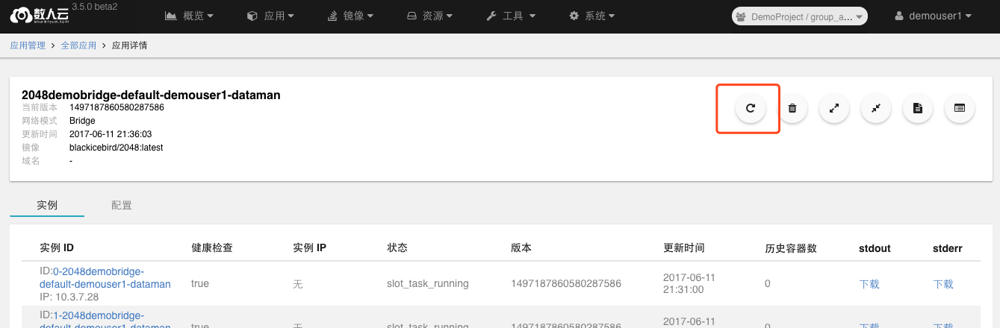 数人云 shurenyun.com 3.5.0 beta2 概览 应用 镜像 资源 工具 系统 DemoProject / group_a... demouser1
应用管理 > 全部应用 > 应用详情
2048demobridge-default-demouser1-dataman
当前版本 1497187860580287586
网络模式 Bridge
更新时间 2017-06-11 21:36:03
镜像 blackicebird/2048:latest
域名 -
实例 配置
实例 ID 健康检查 实例 IP 状态 版本 更新时间 历史容器数 stdout stderr
ID:0-2048demobridge-
default-demouser1-dataman
IP: 10.3.7.28
true 无 slot_task_running 1497187860580287586
2017-06-11
21:31:00
0 下载 下载
ID:1-2048demobridge-
default-demouser1-dataman
true 无 slot_task_running 1497187860580287586
2017-06-11
0 下载 下载